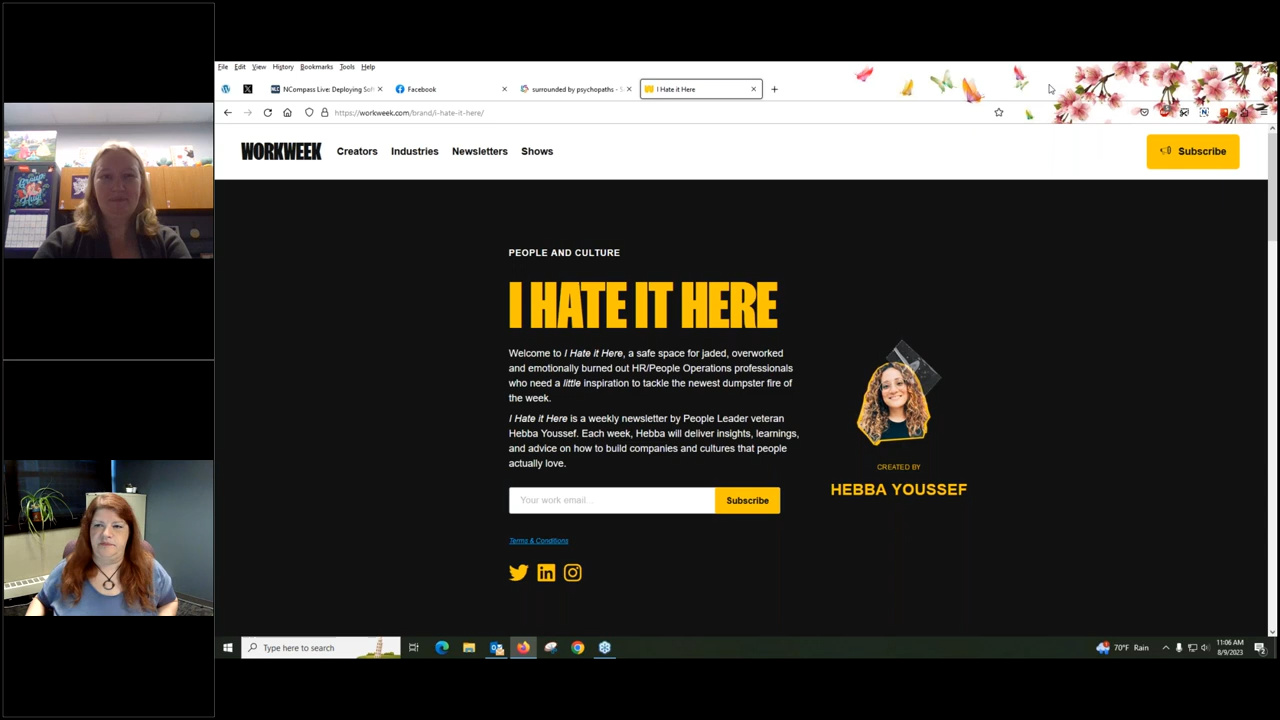 File Edit View History Bookmarks Tools Help
NCompass Live: Deploying Sof
Facebook
surrounded by psychopaths - S
I Hate it Here
https://workweek.com/brand/i-hate-it-here/
WORKWEEK
Creators
Industries
Newsletters
Shows
Subscribe
PEOPLE AND CULTURE
I HATE IT HERE
Welcome to I Hate it Here, a safe space for jaded, overworked
and emotionally burned out HR/People Operations professionals
who need a little inspiration to tackle the newest dumpster fire of
the week.
I Hate it Here is a weekly newsletter by People Leader veteran
Hebba Youssef. Each week, Hebba will deliver insights, learnings,
and advice on how to build companies and cultures that people
actually love.
Your work email...
Subscribe
Terms & Conditions
CREATED BY
HEBBA YOUSSEF
Type here to search
70°F Rain
11:06 AM
8/9/2023